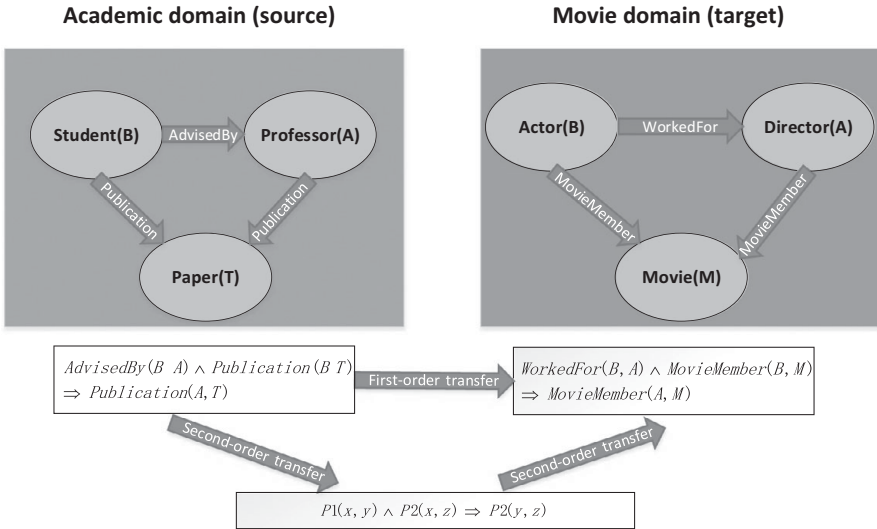 Academic domain (source)
Movie domain (target)
Student(B)
AdvisedBy
Professor(A)
Publication
Publication
Paper(T)
Actor(B)
WorkedFor
Director(A)
MovieMember
MovieMember
Movie(M)
AdvisedBy(B A) ∧ Publication(B T)
⇒ Publication(A,T)
First-order transfer
WorkedFor(B,A) ∧ MovieMember(B,M)
⇒ MovieMember(A,M)
Second-order transfer
Second-order transfer
P1(x,y) ∧ P2(x,z) ⇒ P2(y,z)